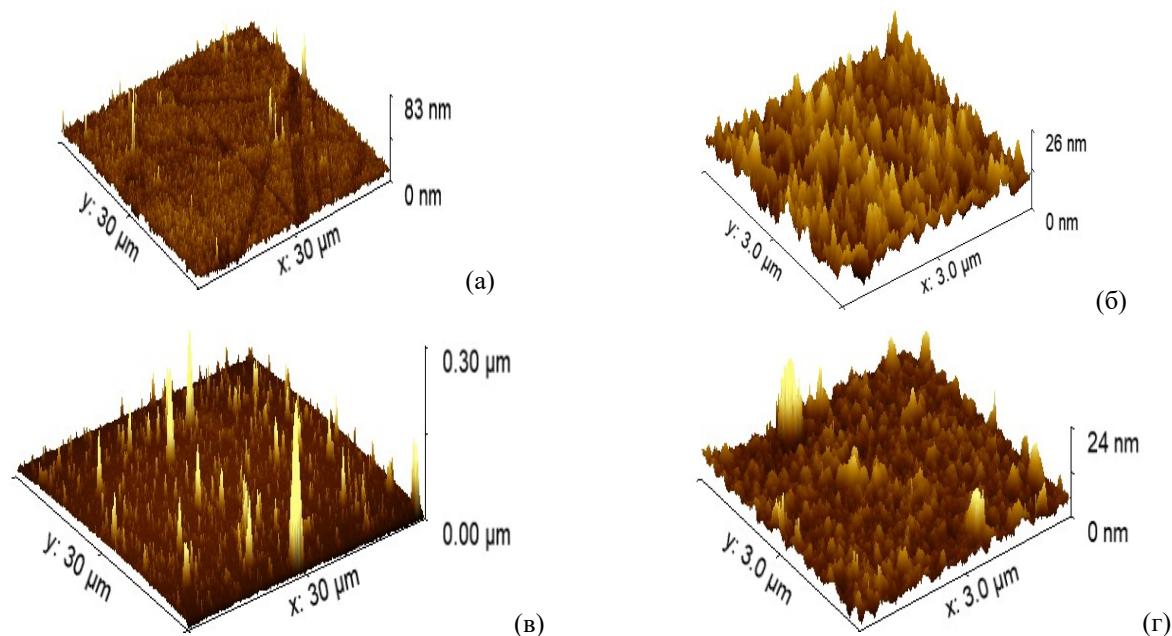 83 nm
0 nm
y: 30 µm
x: 30 µm
(а)
26 nm
0 nm
y: 3.0 µm
x: 3.0 µm
(б)
0.30 µm
0.00 µm
y: 30 µm
x: 30 µm
(в)
24 nm
0 nm
y: 3.0 µm
x: 3.0 µm
(г)